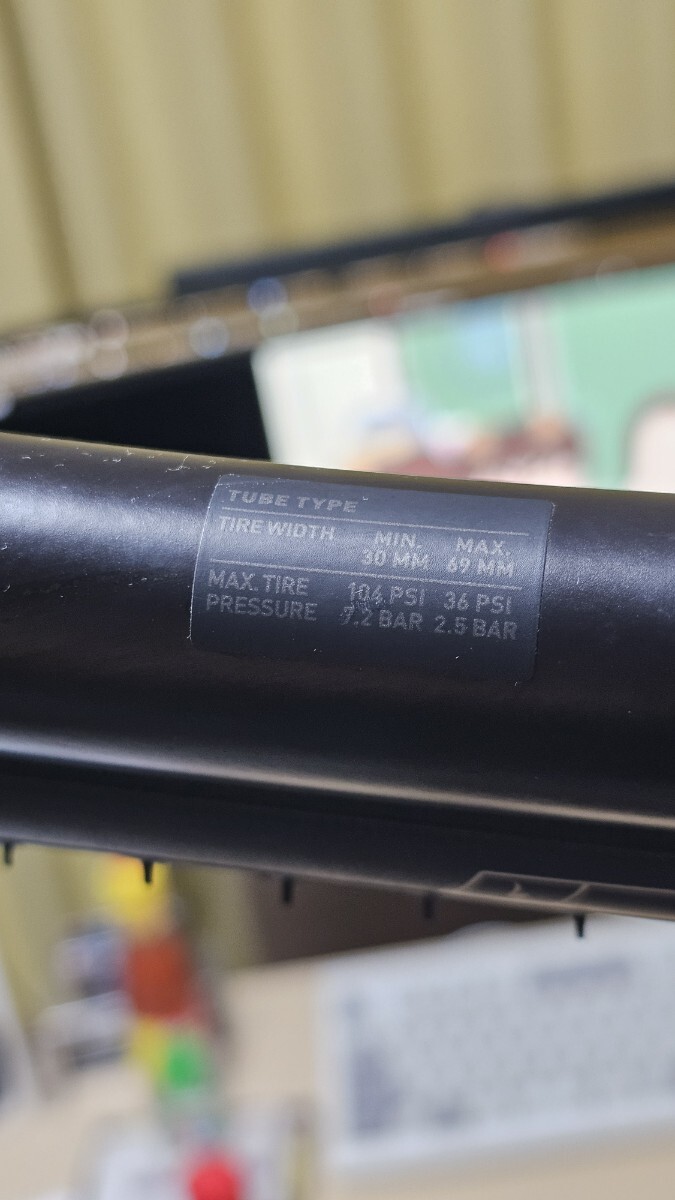 TUBE TYPE
TIRE WIDTH MIN. MAX.
30 MM 69 MM
MAX. TIRE 104 PSI 36 PSI
PRESSURE 7.2 BAR 2.5 BAR